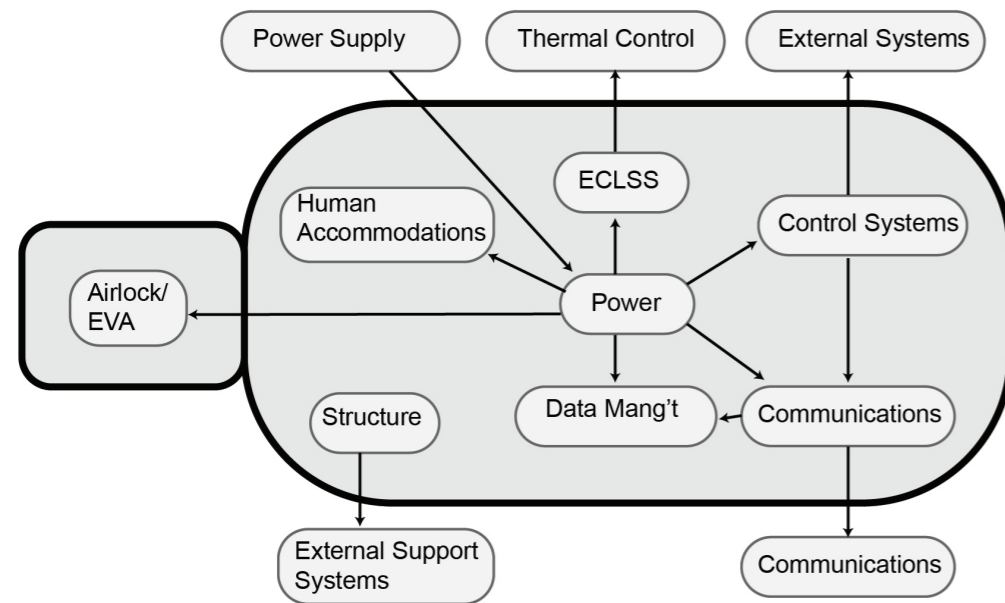 Power Supply
Thermal Control
External Systems
ECLSS
Human
Accommodations
Control Systems
Airlock/
EVA
Power
Structure
Data Mang’t
Communications
External Support
Systems
Communications